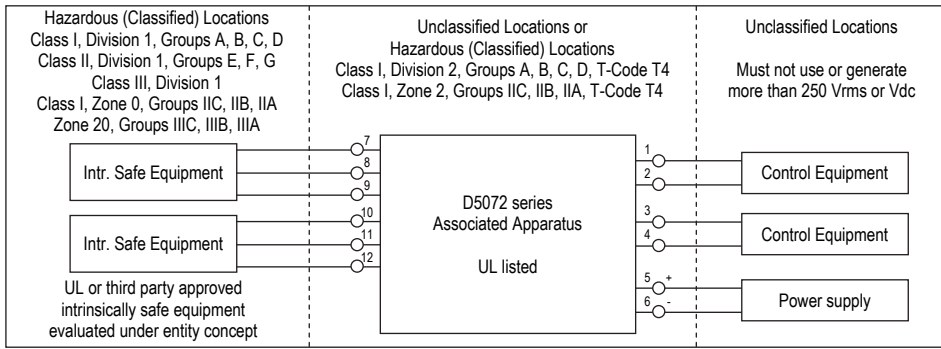 Hazardous (Classified) Locations
Class I, Division 1, Groups A, B, C, D
Class II, Division 1, Groups E, F, G
Class III, Division 1
Class I, Zone 0, Groups IIC, IIB, IIA
Zone 20, Groups IIIC, IIIB, IIIA
Intr. Safe Equipment
Intr. Safe Equipment
UL or third party approved
intrinsically safe equipment
evaluated under entity concept
Unclassified Locations or
Hazardous (Classified) Locations
Class I, Division 2, Groups A, B, C, D, T-Code T4
Class I, Zone 2, Groups IIC, IIB, IIA, T-Code T4
7
8
9
10
11
12
D5072 series
Associated Apparatus
UL listed
1
2
3
4
5 +
6 -
Unclassified Locations
Must not use or generate
more than 250 Vrms or Vdc
Control Equipment
Control Equipment
Power supply